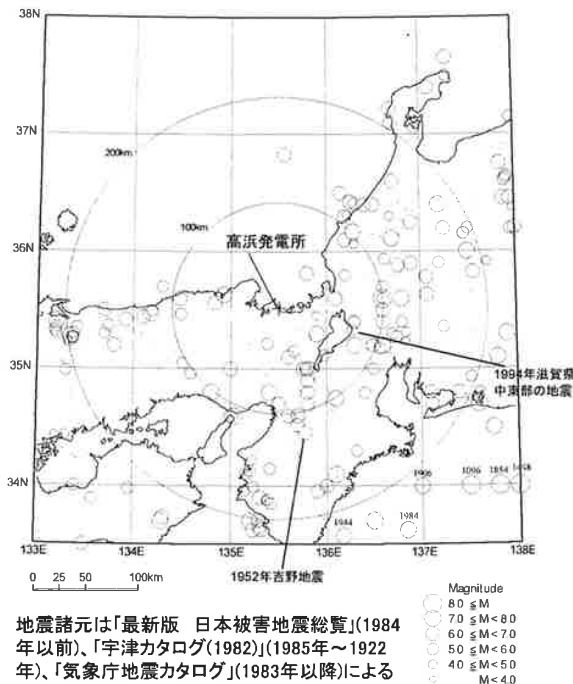 38N
37N
200km
100km
高浜発電所
36N
35N
1994年滋賀県
中東部の地震
34N
1906
1096
1854
1498
1984
1984
133E
134E
135E
136E
137E
138E
1952年吉野地震
0 25 50 100km
Magnitude
8.0 ≦ M
7.0 ≦ M < 8.0
6.0 ≦ M < 7.0
5.0 ≦ M < 6.0
4.0 ≦ M < 5.0
M < 4.0
地震諸元は「最新版 日本被害地震総覧」(1984
年以前)、「宇津カタログ(1982)」(1985年～1922
年)、「気象庁地震カタログ」(1983年以降)による